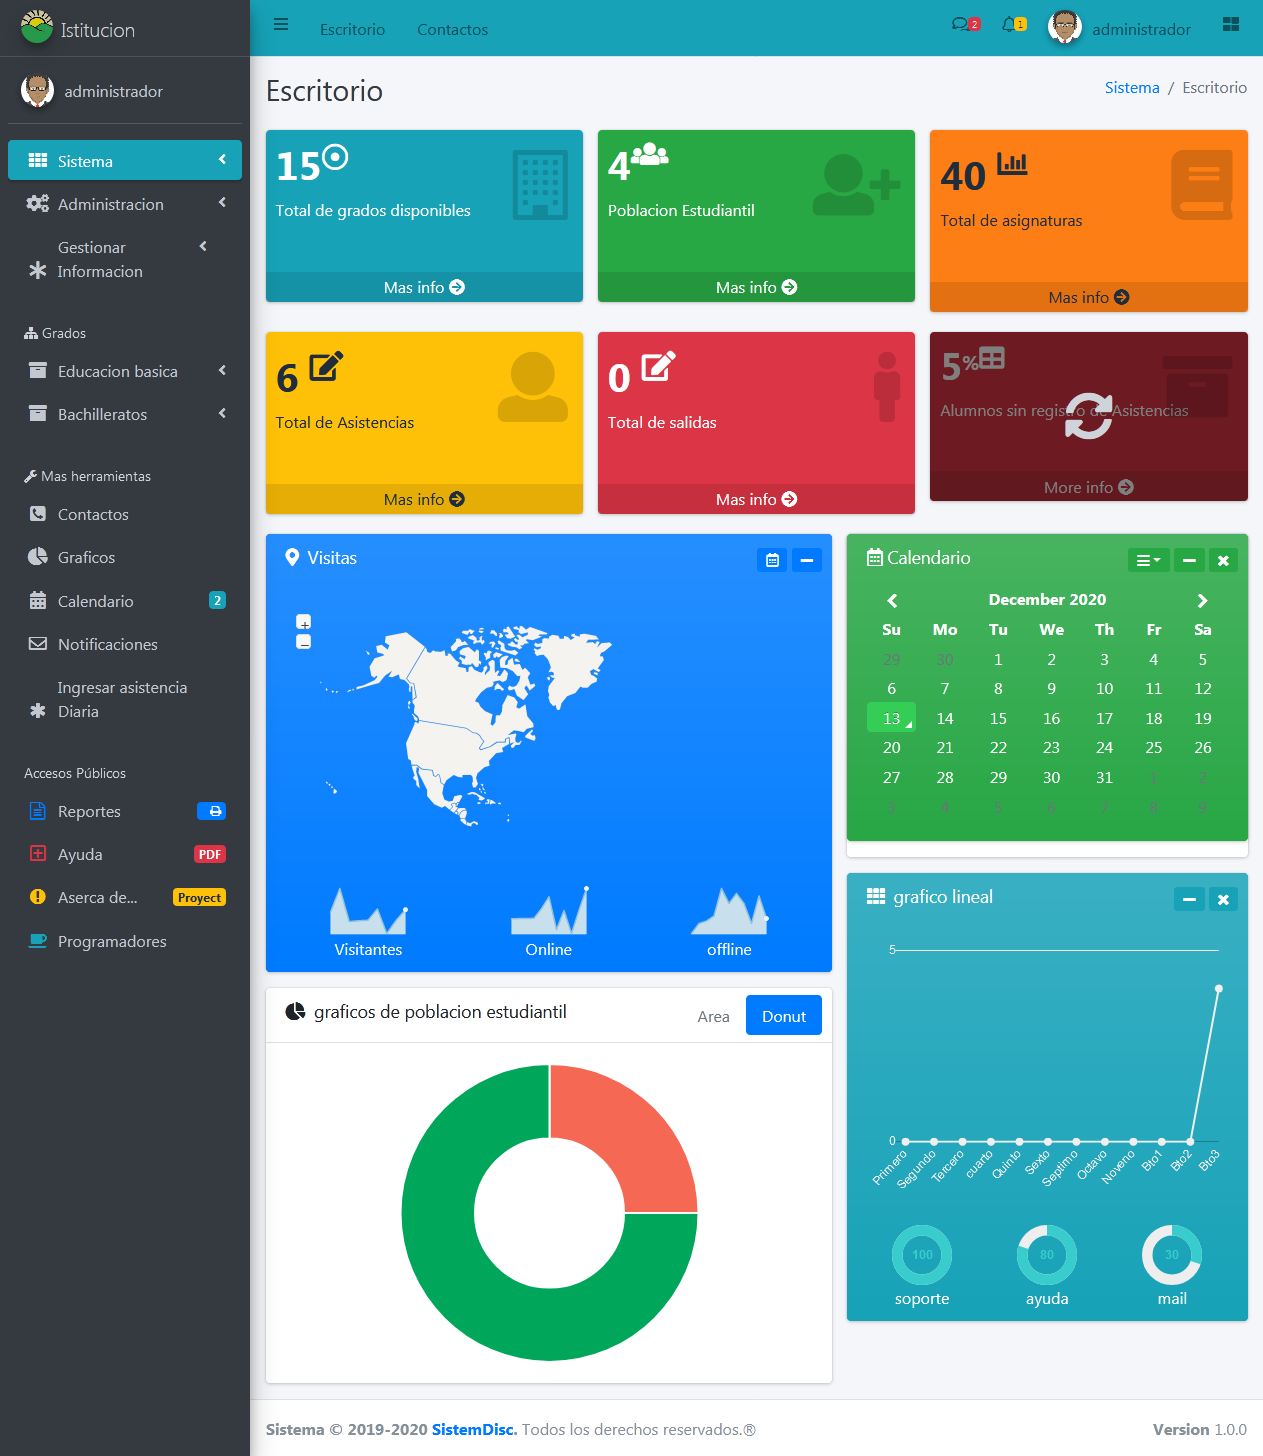 Istitucion
administrador
Sistema
Administracion
Gestionar
Informacion
Grados
Educacion basica
Bachilleratos
Mas herramientas
Contactos
Graficos
Calendario 2
Notificaciones
Ingresar asistencia
Diaria
Accesos Públicos
Reportes
Ayuda PDF
Aserca de... Proyect
Programadores
Escritorio Contactos 2 1 administrador
Escritorio
Sistema / Escritorio
15
Total de grados disponibles
Mas info
4
Poblacion Estudiantil
Mas info
40
Total de asignaturas
Mas info
6
Total de Asistencias
Mas info
0
Total de salidas
Mas info
5%
Alumnos sin registro de Asistencias
More info
Visitas
+
−
Visitantes Online offline
graficos de poblacion estudiantil Area Donut
Calendario
December 2020
Su Mo Tu We Th Fr Sa
29 30 1 2 3 4 5
6 7 8 9 10 11 12
13 14 15 16 17 18 19
20 21 22 23 24 25 26
27 28 29 30 31 1 2
3 4 5 6 7 8 9
grafico lineal
5
0
Primero Segundo Tercero cuarto Quinto Sexto Septimo Octavo Noveno Bto1 Bto2 Bto3
100 80 30
soporte ayuda mail
Sistema © 2019-2020 SistemDisc. Todos los derechos reservados.®
Version 1.0.0